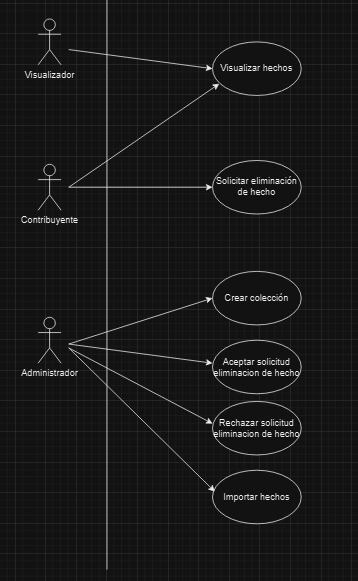 Visualizar hechos
Visualizador
Solicitar eliminación
de hecho
Contribuyente
Crear colección
Aceptar solicitud
eliminacion de hecho
Administrador
Rechazar solicitud
eliminacion de hecho
Importar hechos